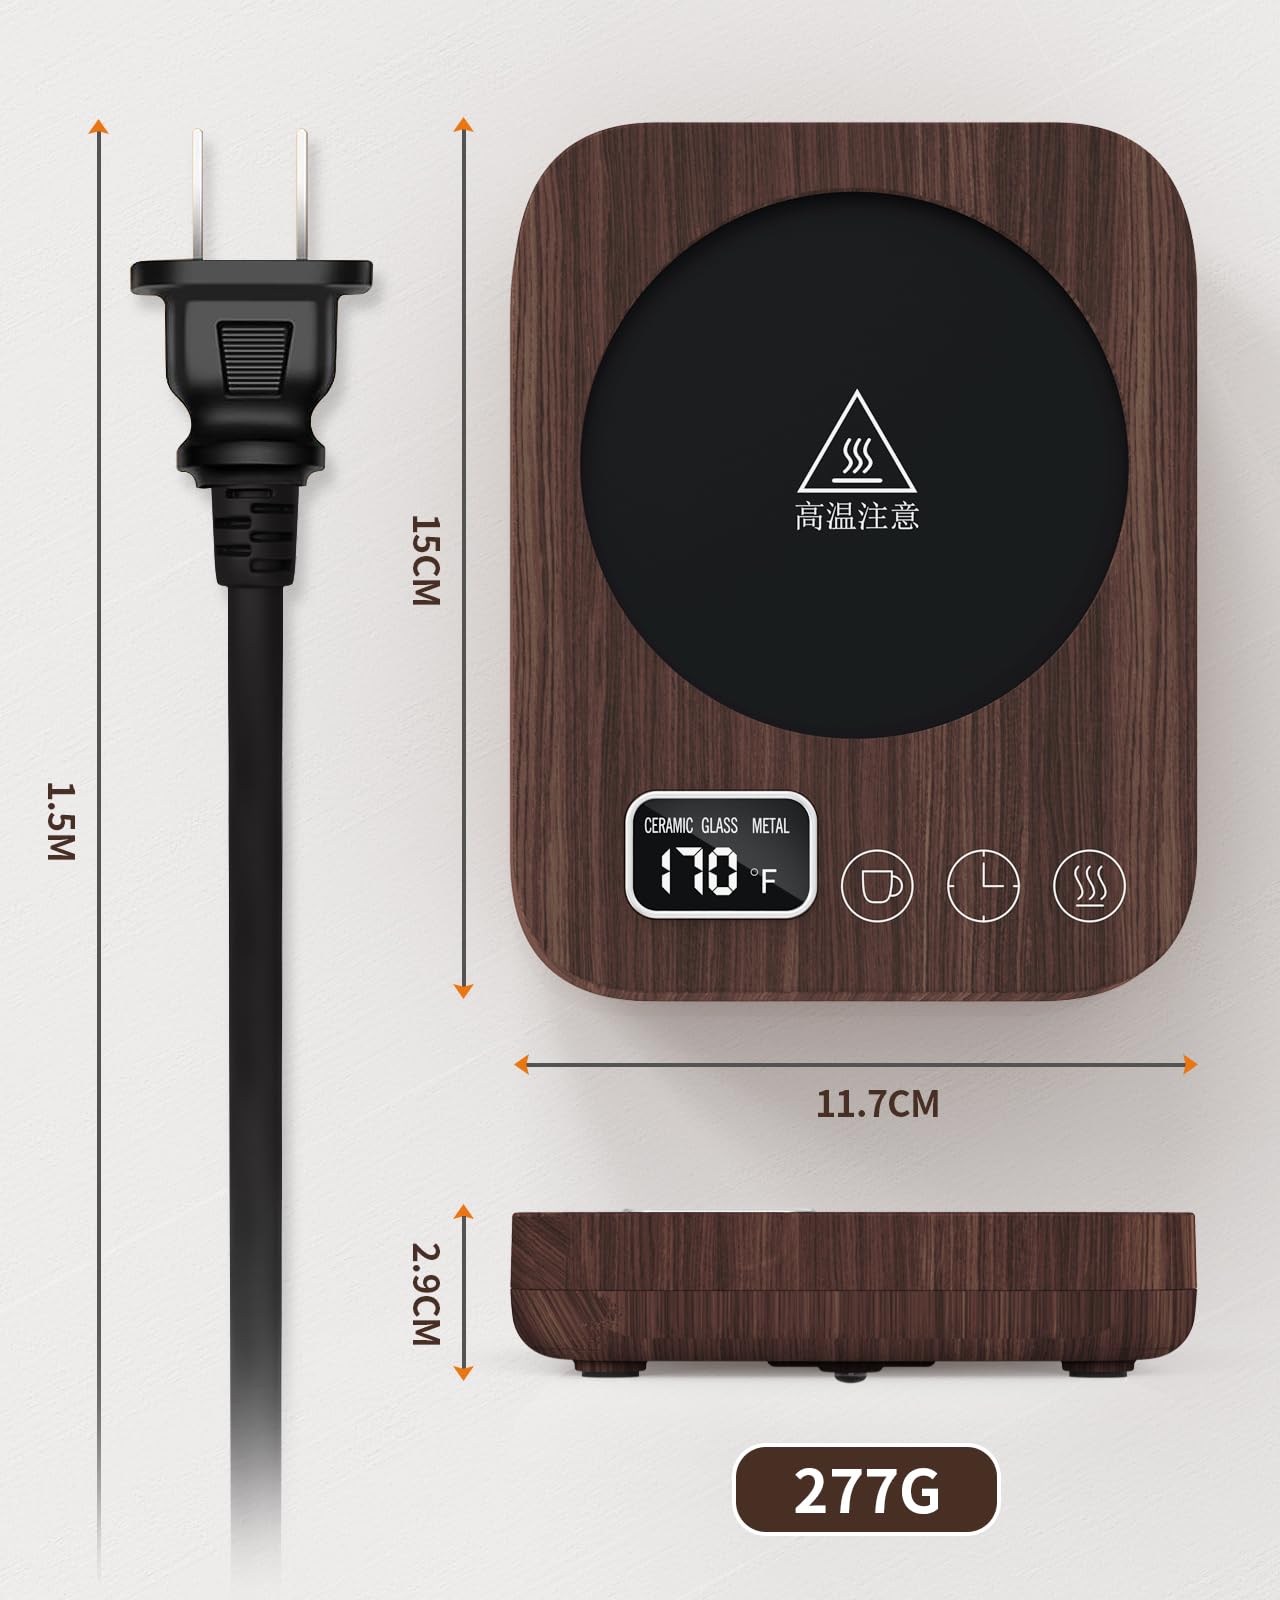 1.5M
15CM
高温注意
CERAMIC GLASS METAL
170 °F
11.7CM
2.9CM
277G